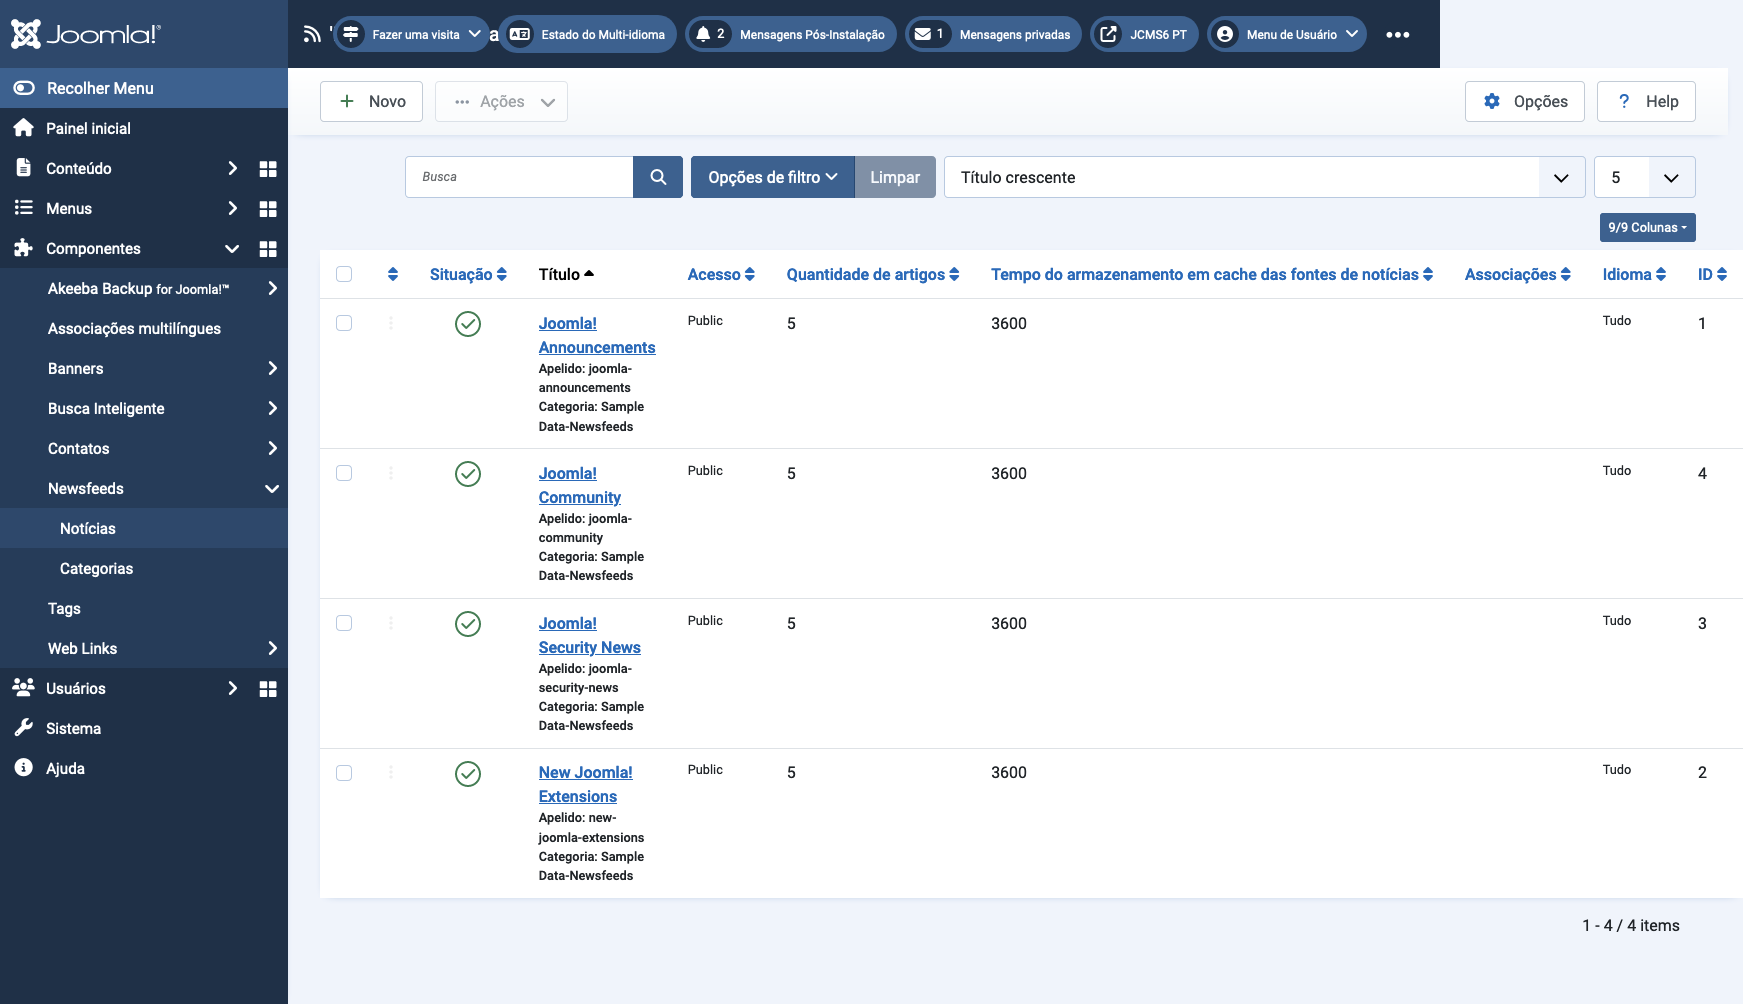 Joomla!®
Fazer uma visita
a
Estado do Multi-idioma
2 Mensagens Pós-Instalação
1 Mensagens privadas
JCMS6 PT
Menu de Usuário
Recolher Menu
Painel inicial
Conteúdo
Menus
Componentes
Akeeba Backup for Joomla!™
Associações multilíngues
Banners
Busca Inteligente
Contatos
Newsfeeds
Notícias
Categorias
Tags
Web Links
Usuários
Sistema
Ajuda
+ Novo
Ações
Opções
? Help
Busca
Opções de filtro
Limpar
Título crescente
5
9/9 Colunas
Situação Título Acesso Quantidade de artigos Tempo do armazenamento em cache das fontes de notícias Associações Idioma ID
Joomla! Public 5 3600 Tudo 1
Announcements
Apelido: joomla-
announcements
Categoria: Sample
Data-Newsfeeds
Joomla! Public 5 3600 Tudo 4
Community
Apelido: joomla-
community
Categoria: Sample
Data-Newsfeeds
Joomla! Public 5 3600 Tudo 3
Security News
Apelido: joomla-
security-news
Categoria: Sample
Data-Newsfeeds
New Joomla! Public 5 3600 Tudo 2
Extensions
Apelido: new-
joomla-extensions
Categoria: Sample
Data-Newsfeeds
1 - 4 / 4 items